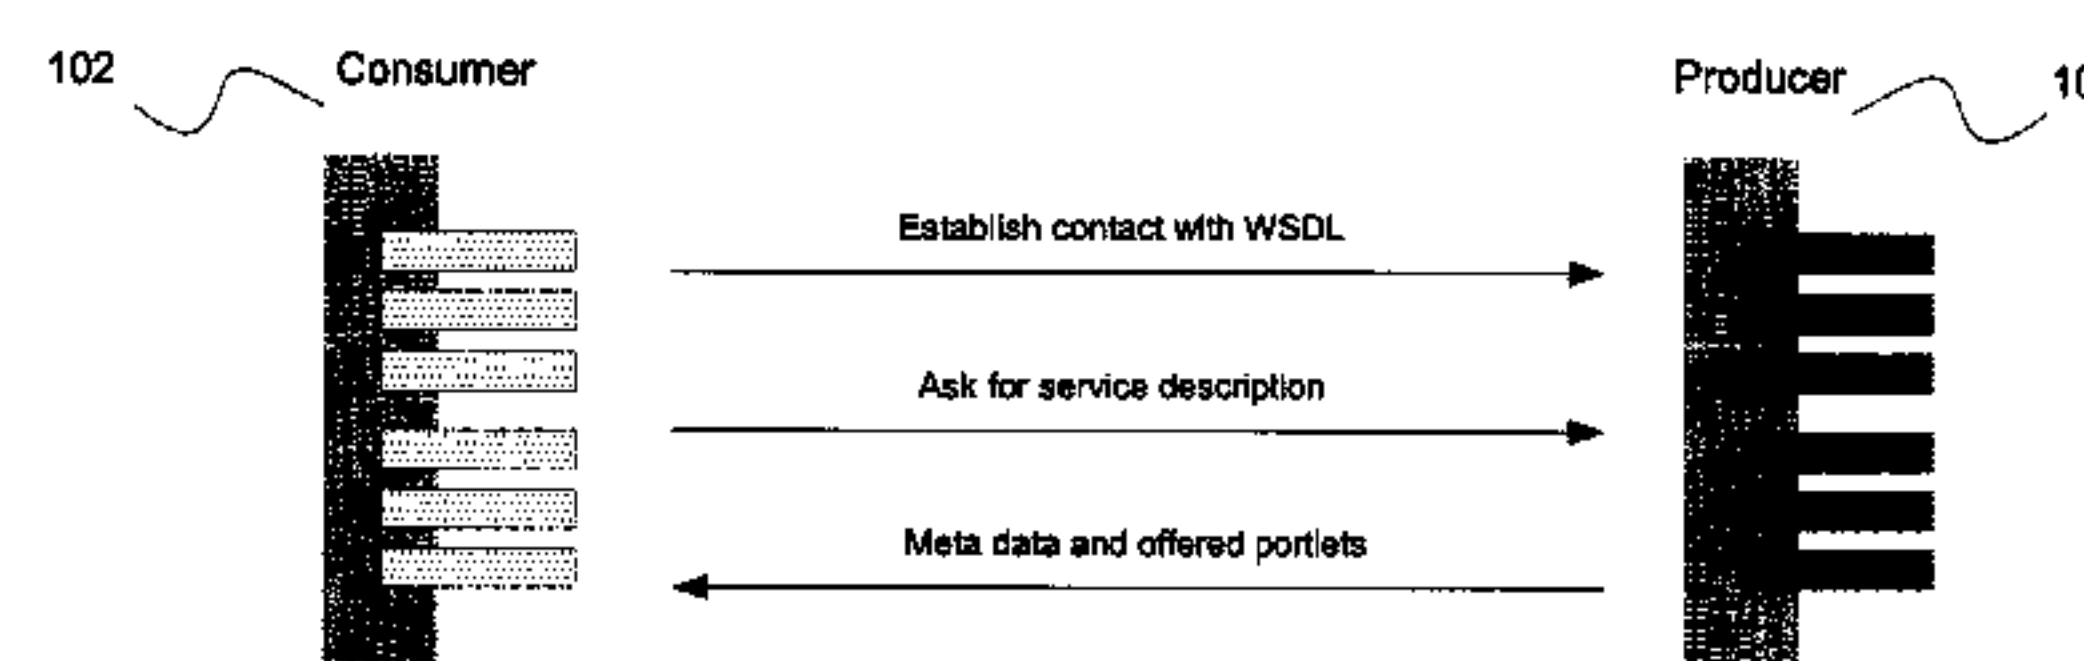 102
Consumer
Producer
Establish contact with WSDL
Ask for service description
Meta data and offered portlets